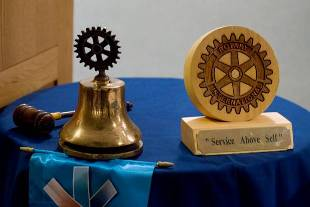 ROTARY
INTERNATIONAL
"Service Above Self"